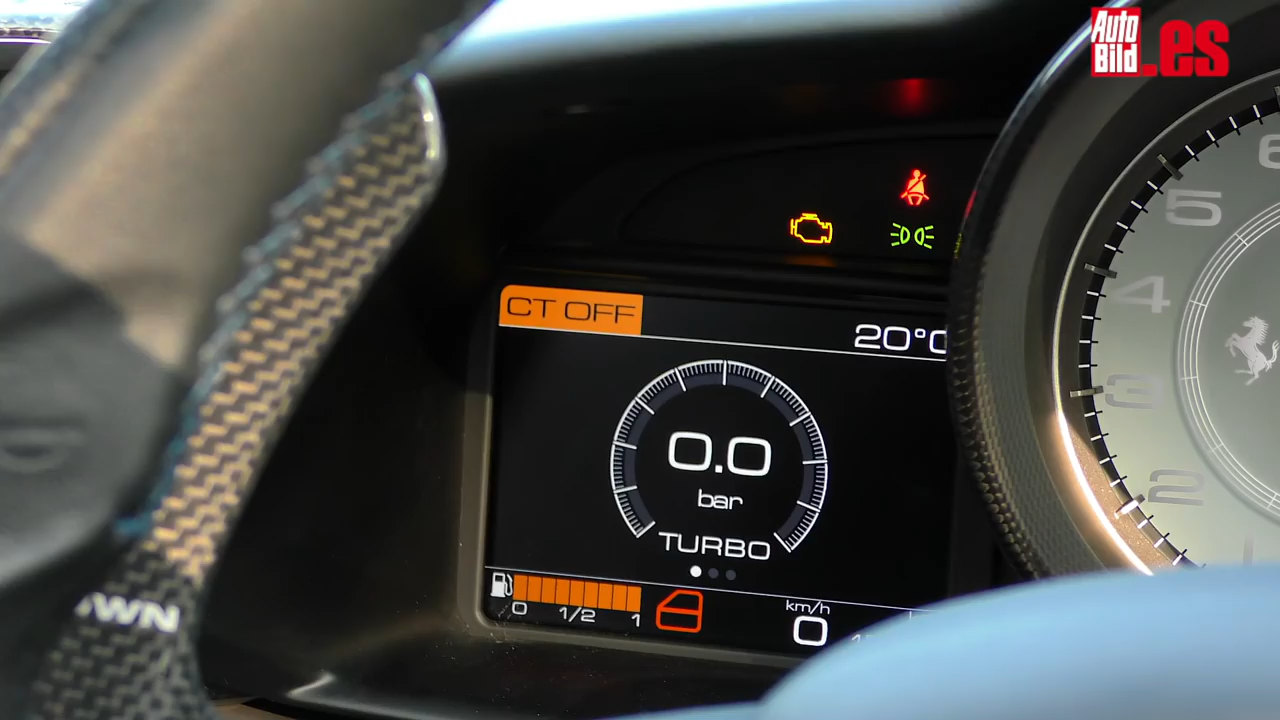 Auto
Bild
.es
6
5
4
3
2
CT OFF
20°C
0.0
bar
TURBO
0 1/2 1
km/h
0
WN